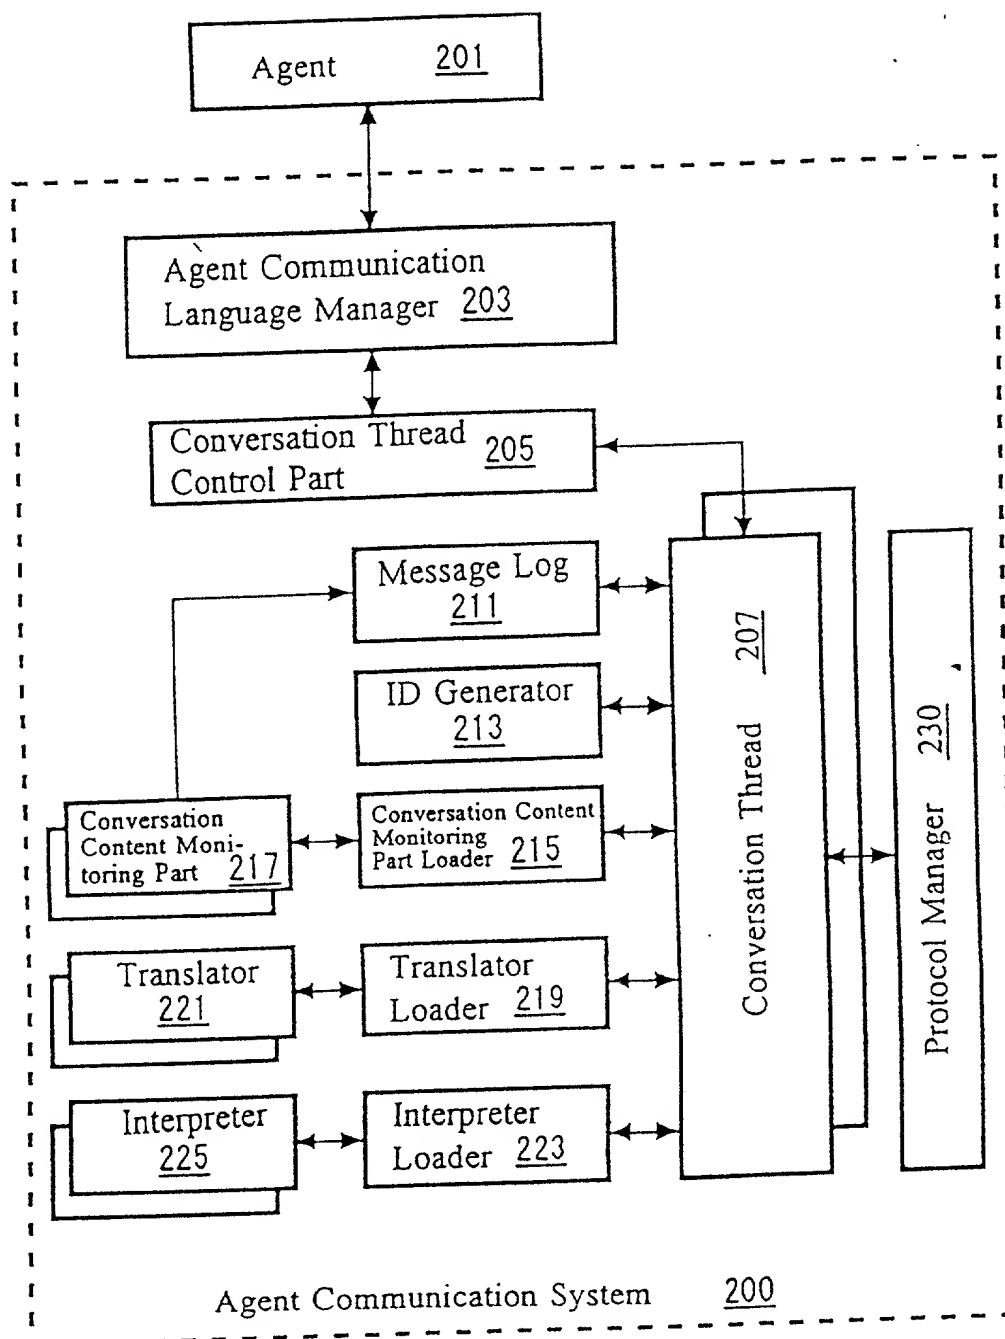 Agent 201
Agent Communication
Language Manager 203
Conversation Thread
Control Part 205
Message Log
211
ID Generator
213
Conversation
Content Moni-
toring Part 217
Conversation Content
Monitoring
Part Loader 215
Translator
221
Translator
Loader 219
Interpreter
225
Interpreter
Loader 223
Conversation Thread 207
Protocol Manager 230
Agent Communication System 200